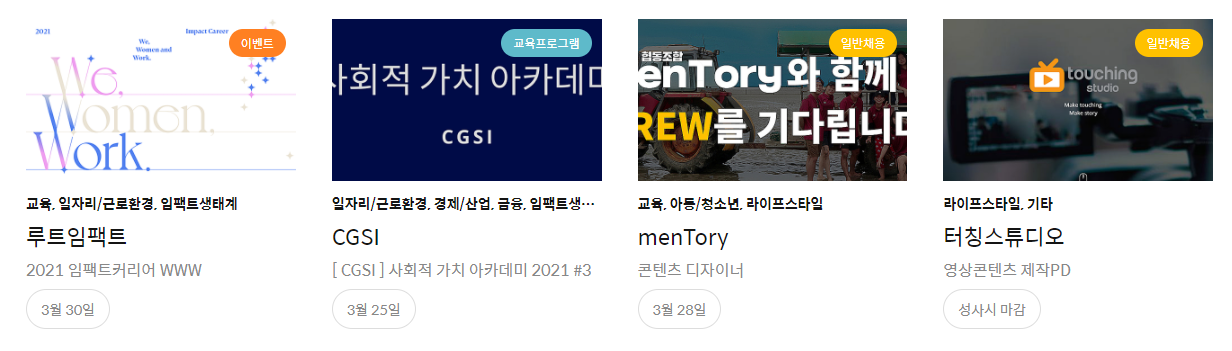 2021
We,
Women and
Work.
Impact Career
이벤트
We,
Women.
Work.
교육, 일자리/근로환경, 임팩트생태계
루트임팩트
2021 임팩트커리어 WWW
3월 30일
교육프로그램
사회적 가치 아카데미
CGSI
일자리/근로환경, 경제/산업, 금융, 임팩트생…
CGSI
[ CGSI ] 사회적 가치 아카데미 2021 #3
3월 25일
일반채용
협동조합
menTory와 함께
REW를 기다립니다
교육, 아동/청소년, 라이프스타일
menTory
콘텐츠 디자이너
3월 28일
일반채용
touching
studio
Make touching
Make story
라이프스타일, 기타
터칭스튜디오
영상콘텐츠 제작PD
성사시 마감